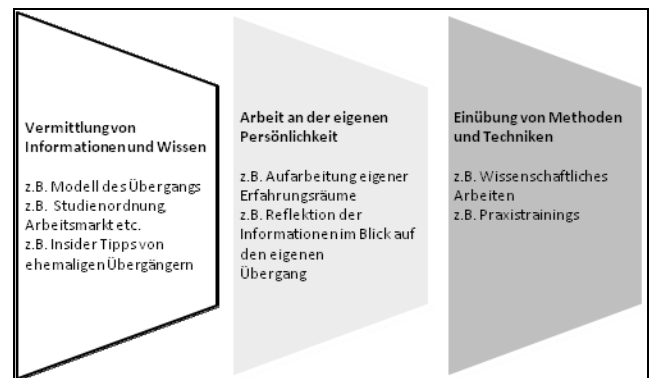 Vermittlung von
Informationen und Wissen
z.B. Modell des Übergangs
z.B. Studienordnung,
Arbeitsmarkt etc.
z.B. Insider Tipps von
ehemaligen Übergängern
Arbeit an der eigenen
Persönlichkeit
z.B. Aufarbeitung eigener
Erfahrungsräume
z.B. Reflektion der
Informationen im Blick auf
den eigenen
Übergang
Einübung von Methoden
und Techniken
z.B. Wissenschaftliches
Arbeiten
z.B. Praxistrainings